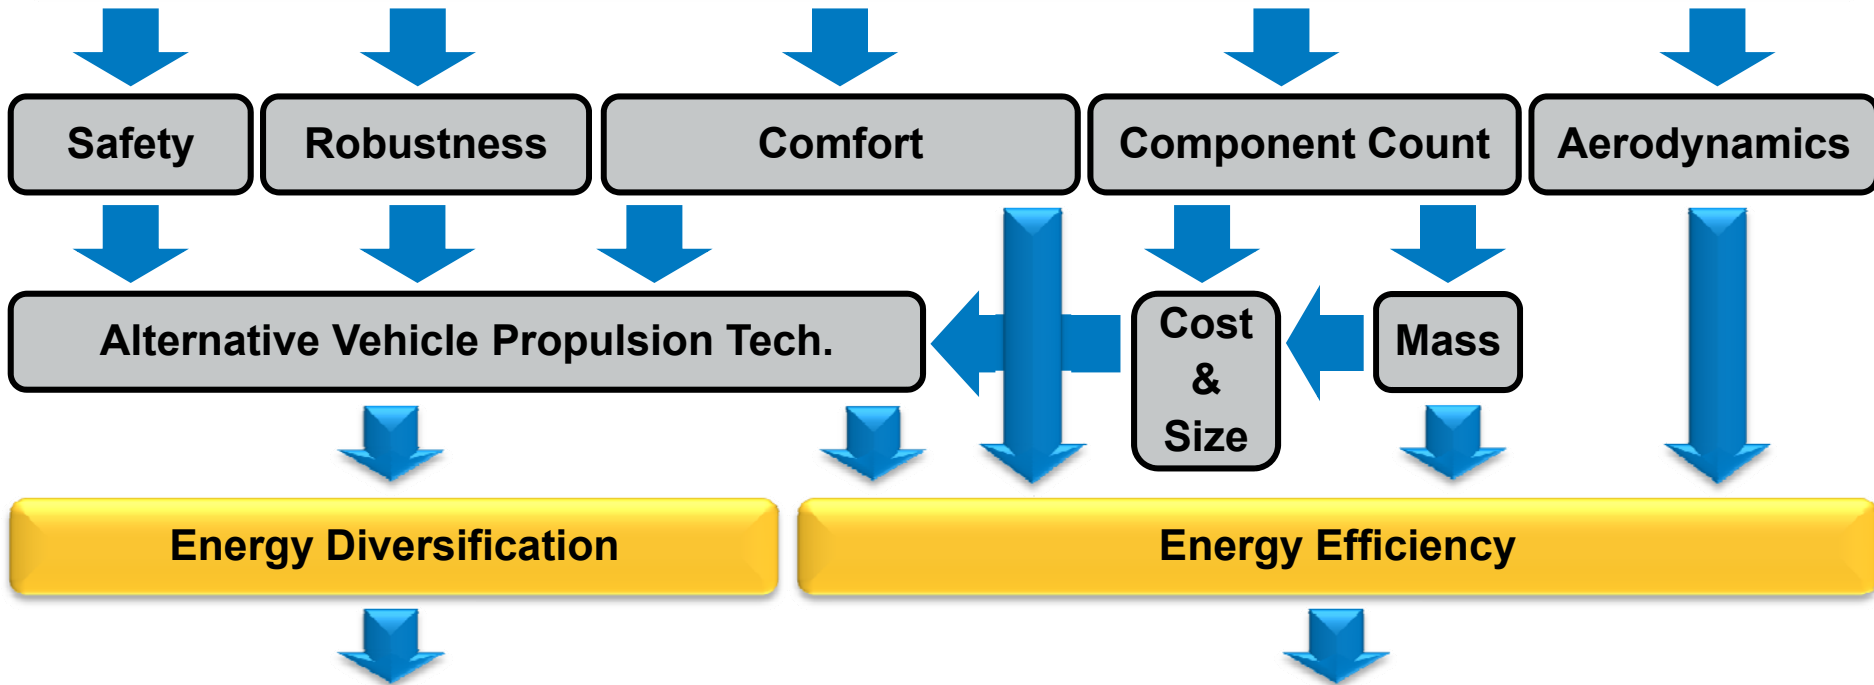 Safety
Robustness
Comfort
Component Count
Aerodynamics
Alternative Vehicle Propulsion Tech.
Cost
&
Size
Mass
Energy Diversification
Energy Efficiency